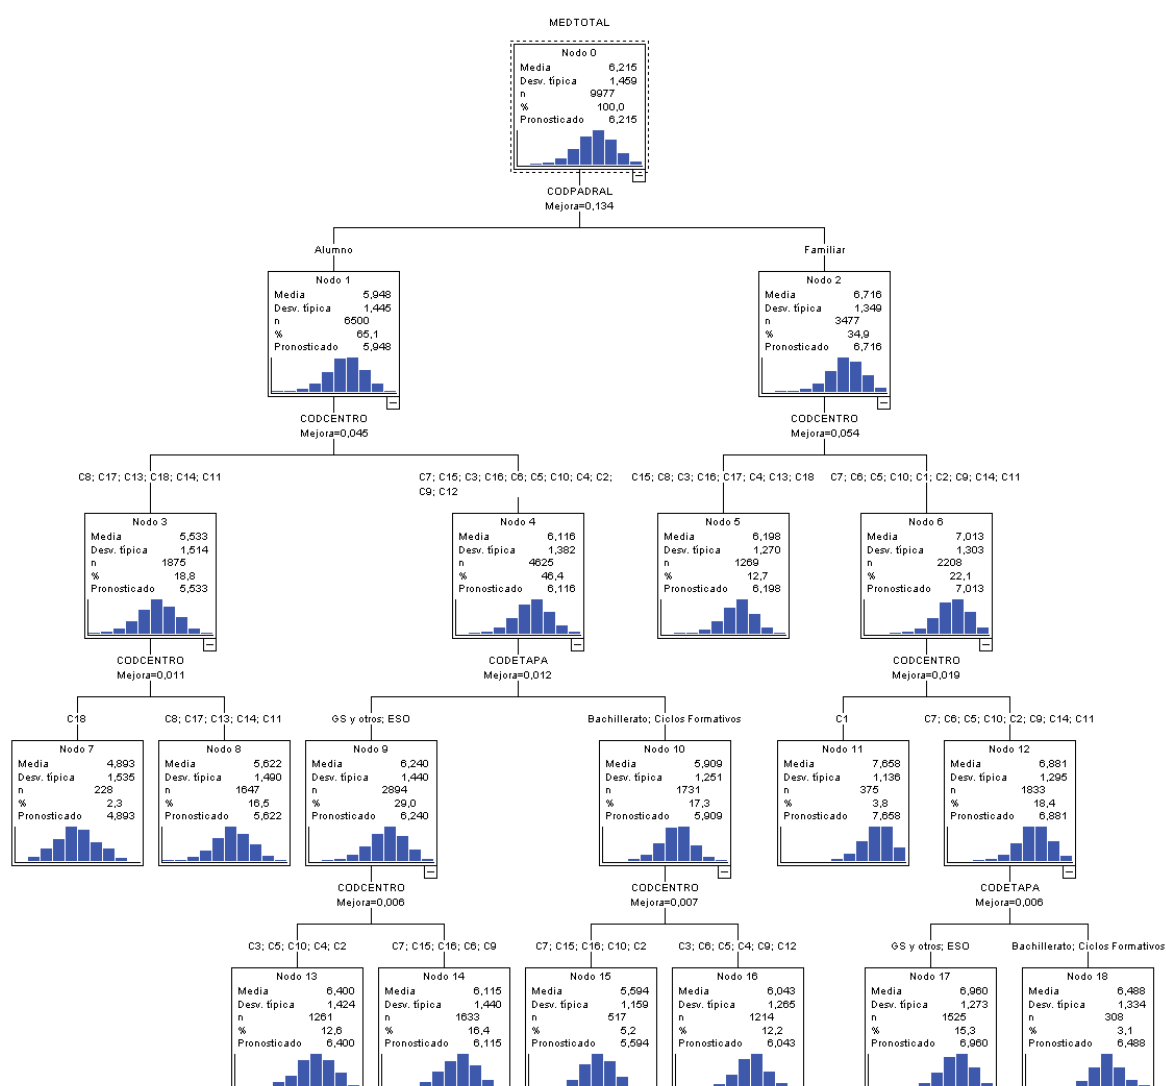 MEDTOTAL
Nodo 0
Media 6,215
Desv. típica 1,459
n 9977
% 100,0
Pronosticado 6,215
CODPADRAL
Mejora=0,134
Alumno
Familiar
Nodo 1
Media 5,948
Desv. típica 1,445
n 6500
% 65,1
Pronosticado 5,948
Nodo 2
Media 6,716
Desv. típica 1,349
n 3477
% 34,9
Pronosticado 6,716
CODCENTRO
Mejora=0,045
CODCENTRO
Mejora=0,054
C8; C17; C13; C18; C14; C11
C7; C15; C3; C16; C6; C5; C10; C4; C2;
C9; C12
C15; C8; C3; C16; C17; C4; C13; C18
C7; C6; C5; C10; C1; C2; C9; C14; C11
Nodo 3
Media 5,533
Desv. típica 1,514
n 1875
% 18,8
Pronosticado 5,533
Nodo 4
Media 6,116
Desv. típica 1,382
n 4625
% 46,4
Pronosticado 6,116
Nodo 5
Media 6,198
Desv. típica 1,270
n 1269
% 12,7
Pronosticado 6,198
Nodo 6
Media 7,013
Desv. típica 1,303
n 2208
% 22,1
Pronosticado 7,013
CODCENTRO
Mejora=0,011
CODETAPA
Mejora=0,012
CODCENTRO
Mejora=0,019
C18
C8; C17; C13; C14; C11
GS y otros; ESO
Bachillerato; Ciclos Formativos
C1
C7; C6; C5; C10; C2; C9; C14; C11
Nodo 7
Media 4,893
Desv. típica 1,535
n 228
% 2,3
Pronosticado 4,893
Nodo 8
Media 5,622
Desv. típica 1,490
n 1647
% 16,5
Pronosticado 5,622
Nodo 9
Media 6,240
Desv. típica 1,440
n 2894
% 29,0
Pronosticado 6,240
Nodo 10
Media 5,909
Desv. típica 1,251
n 1731
% 17,3
Pronosticado 5,909
Nodo 11
Media 7,658
Desv. típica 1,136
n 375
% 3,8
Pronosticado 7,658
Nodo 12
Media 6,881
Desv. típica 1,295
n 1833
% 18,4
Pronosticado 6,881
CODCENTRO
Mejora=0,006
CODCENTRO
Mejora=0,007
CODETAPA
Mejora=0,006
C3; C5; C10; C4; C2
C7; C15; C16; C6; C9
C7; C15; C16; C10; C2
C3; C6; C5; C4; C9; C12
GS y otros; ESO
Bachillerato; Ciclos Formativos
Nodo 13
Media 6,400
Desv. típica 1,424
n 1261
% 12,6
Pronosticado 6,400
Nodo 14
Media 6,115
Desv. típica 1,440
n 1633
% 16,4
Pronosticado 6,115
Nodo 15
Media 5,594
Desv. típica 1,159
n 517
% 5,2
Pronosticado 5,594
Nodo 16
Media 6,043
Desv. típica 1,265
n 1214
% 12,2
Pronosticado 6,043
Nodo 17
Media 6,960
Desv. típica 1,273
n 1525
% 15,3
Pronosticado 6,960
Nodo 18
Media 6,488
Desv. típica 1,334
n 308
% 3,1
Pronosticado 6,488